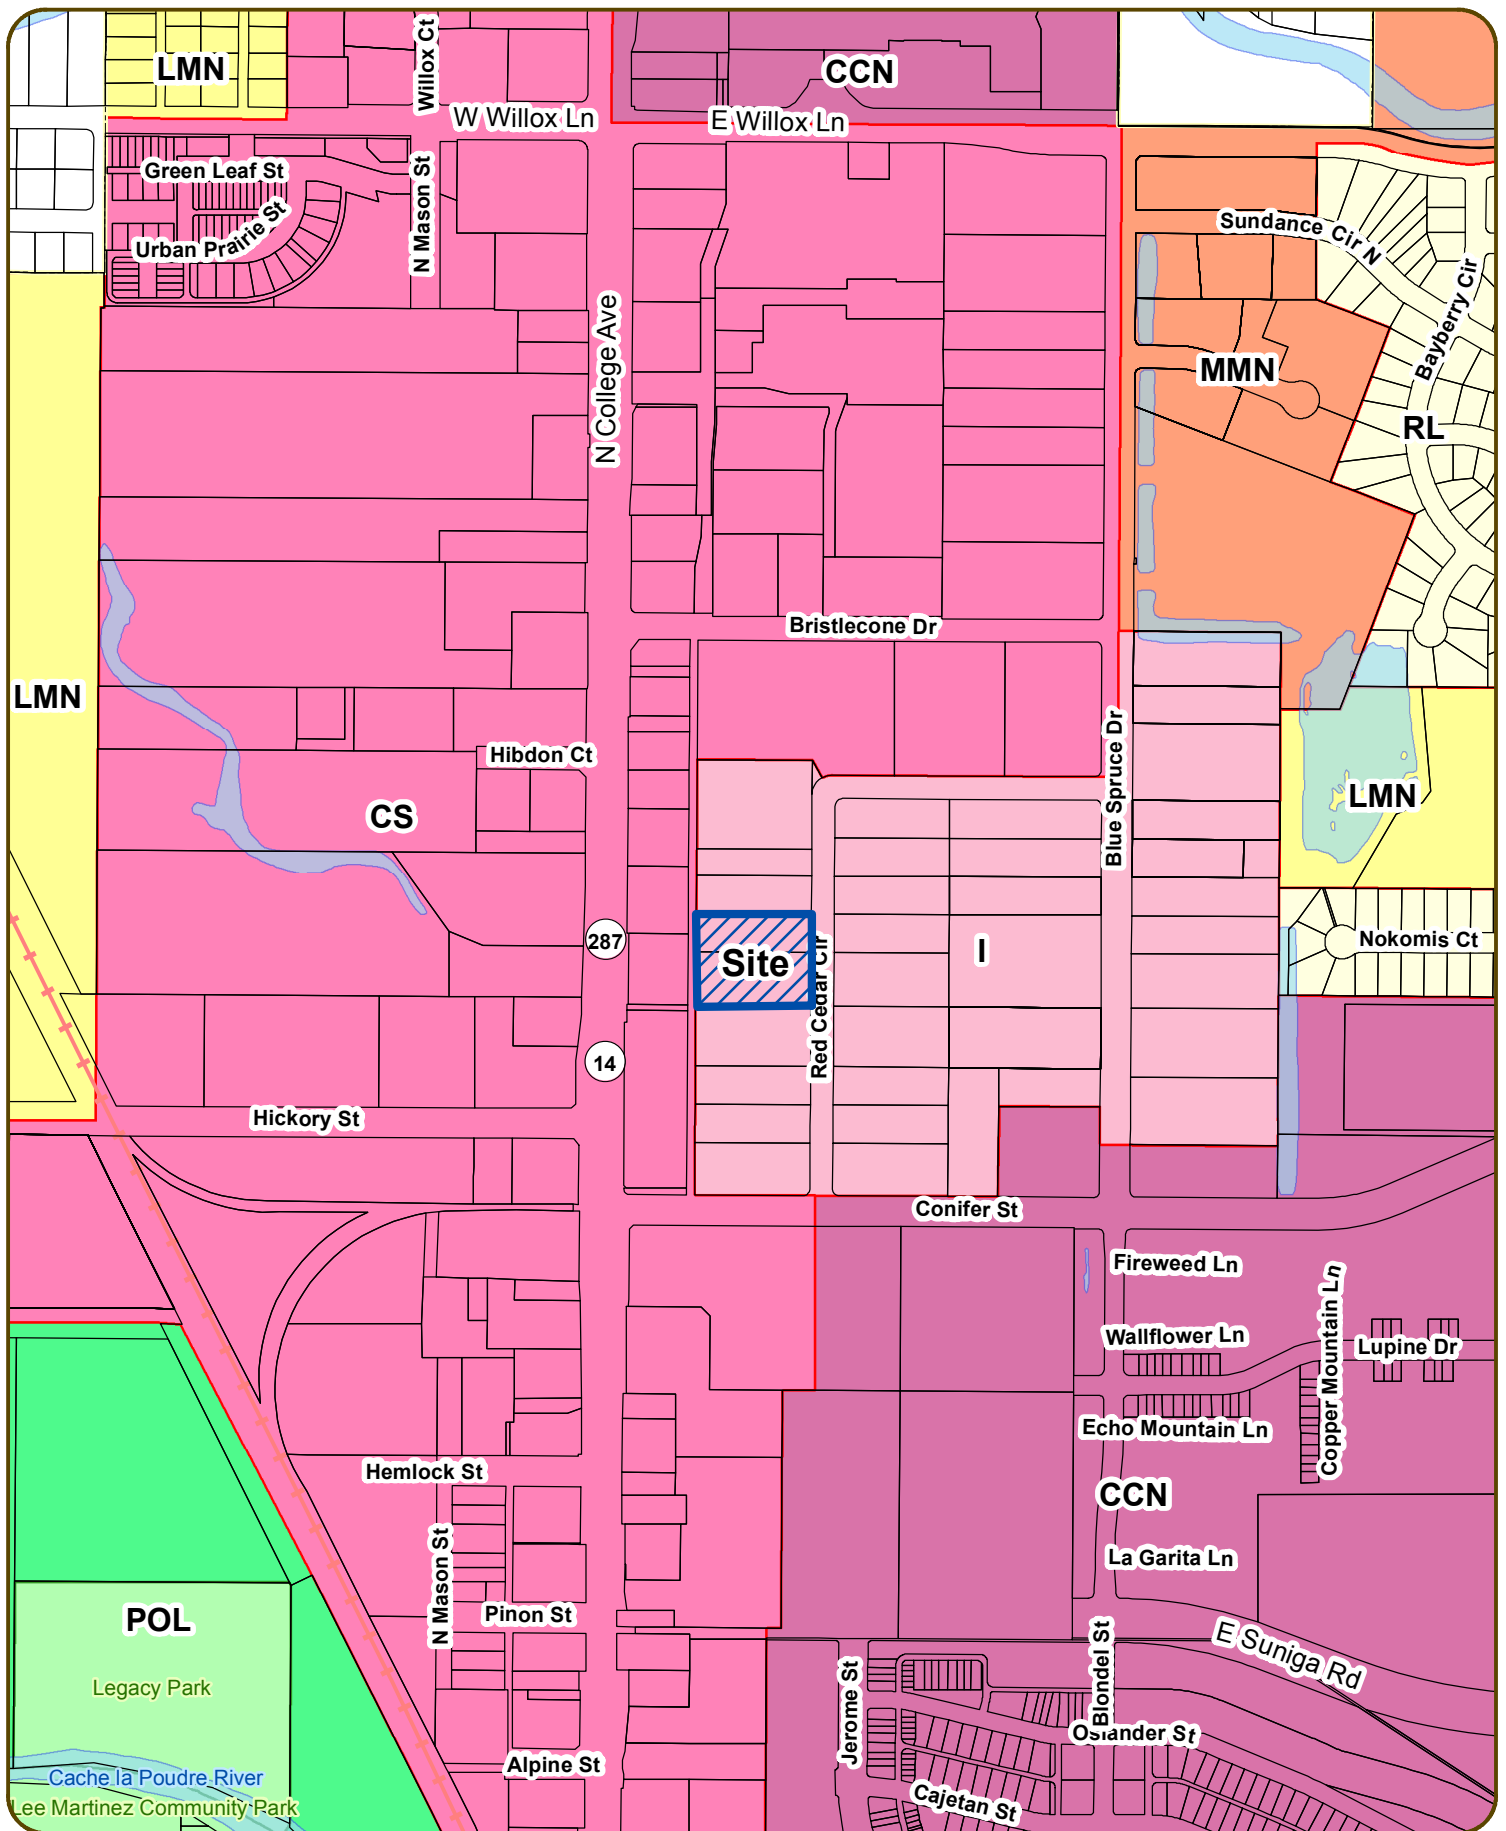 LMN
Willox Ct
CCN
W Willox Ln
E Willox Ln
Green Leaf St
N Mason St
Urban Prairie St
Sundance Cir N
Bayberry Cir
N College Ave
MMN
RL
Bristlecone Dr
LMN
Hibdon Ct
Blue Spruce Dr
LMN
CS
287
Site
Red Cedar Cir
I
Nokomis Ct
14
Hickory St
Conifer St
Fireweed Ln
Wallflower Ln
Copper Mountain Ln
Lupine Dr
Echo Mountain Ln
Hemlock St
CCN
N Mason St
La Garita Ln
POL
Pinon St
Blondel St
E Suniga Rd
Legacy Park
Jerome St
Osiander St
Alpine St
Cache la Poudre River
Lee Martinez Community Park
Cajetan St